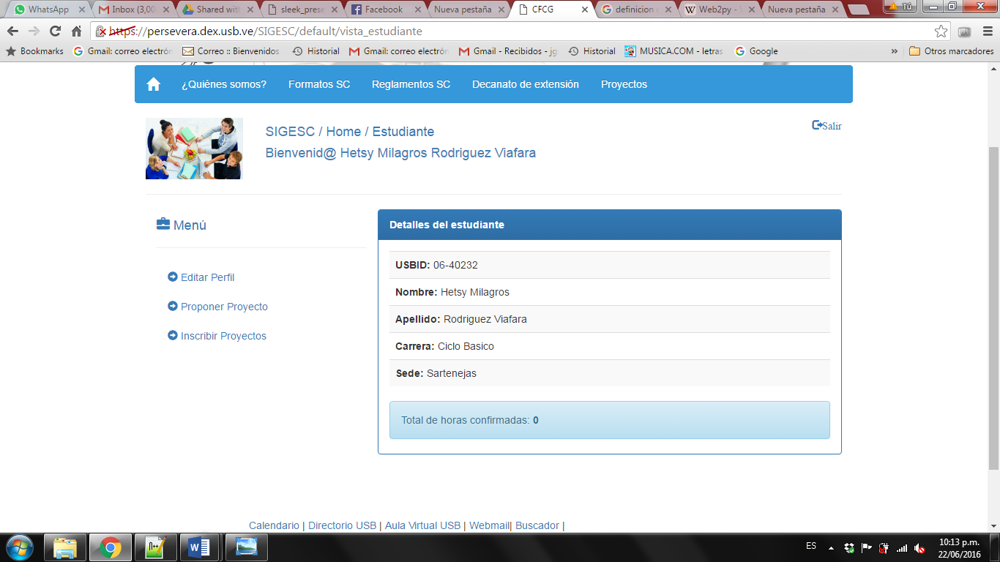 WhatsApp Inbox (3,00 Shared with sleek_prese Facebook Nueva pestaña CFCG definicion Web2py - Nueva pestaña Tú
https://persevera.dex.usb.ve/SIGESC/default/vista_estudiante
Bookmarks Gmail: correo electrón Correo :: Bienvenidos Historial Gmail: correo electrón Gmail - Recibidos - jg Historial MUSICA.COM - letras Google » Otros marcadores
¿Quiénes somos? Formatos SC Reglamentos SC Decanato de extensión Proyectos
SIGESC / Home / Estudiante
Salir
Bienvenid@ Hetsy Milagros Rodriguez Viafara
Menú
Editar Perfil
Proponer Proyecto
Inscribir Proyectos
Detalles del estudiante
USBID: 06-40232
Nombre: Hetsy Milagros
Apellido: Rodriguez Viafara
Carrera: Ciclo Basico
Sede: Sartenejas
Total de horas confirmadas: 0
Calendario | Directorio USB | Aula Virtual USB | Webmail| Buscador |
ES
10:13 p.m.
22/06/2016